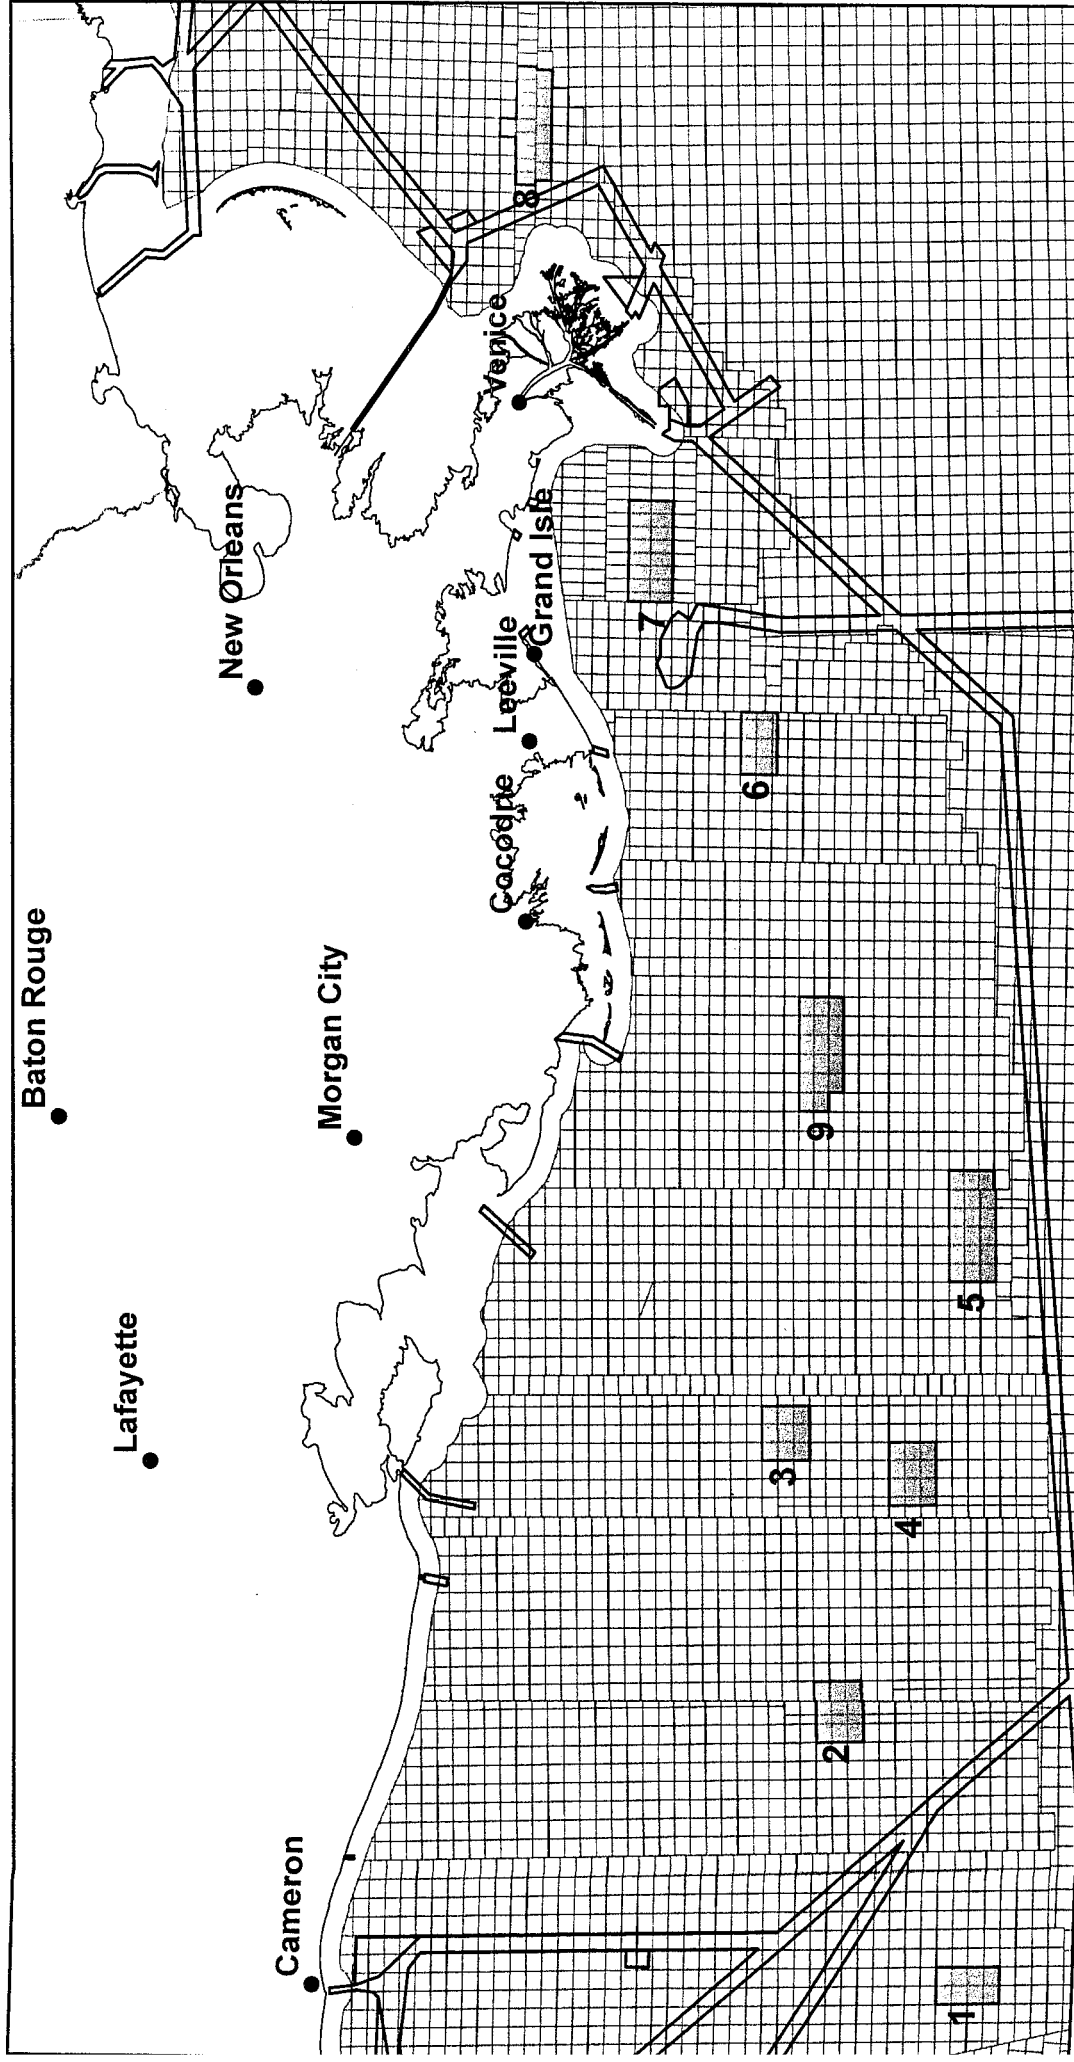 Baton Rouge
Lafayette
New Orleans
Morgan City
Cameron
Venice
Grand Isle
Leeville
Cocodrie
1
2
3
4
5
6
7
8
9